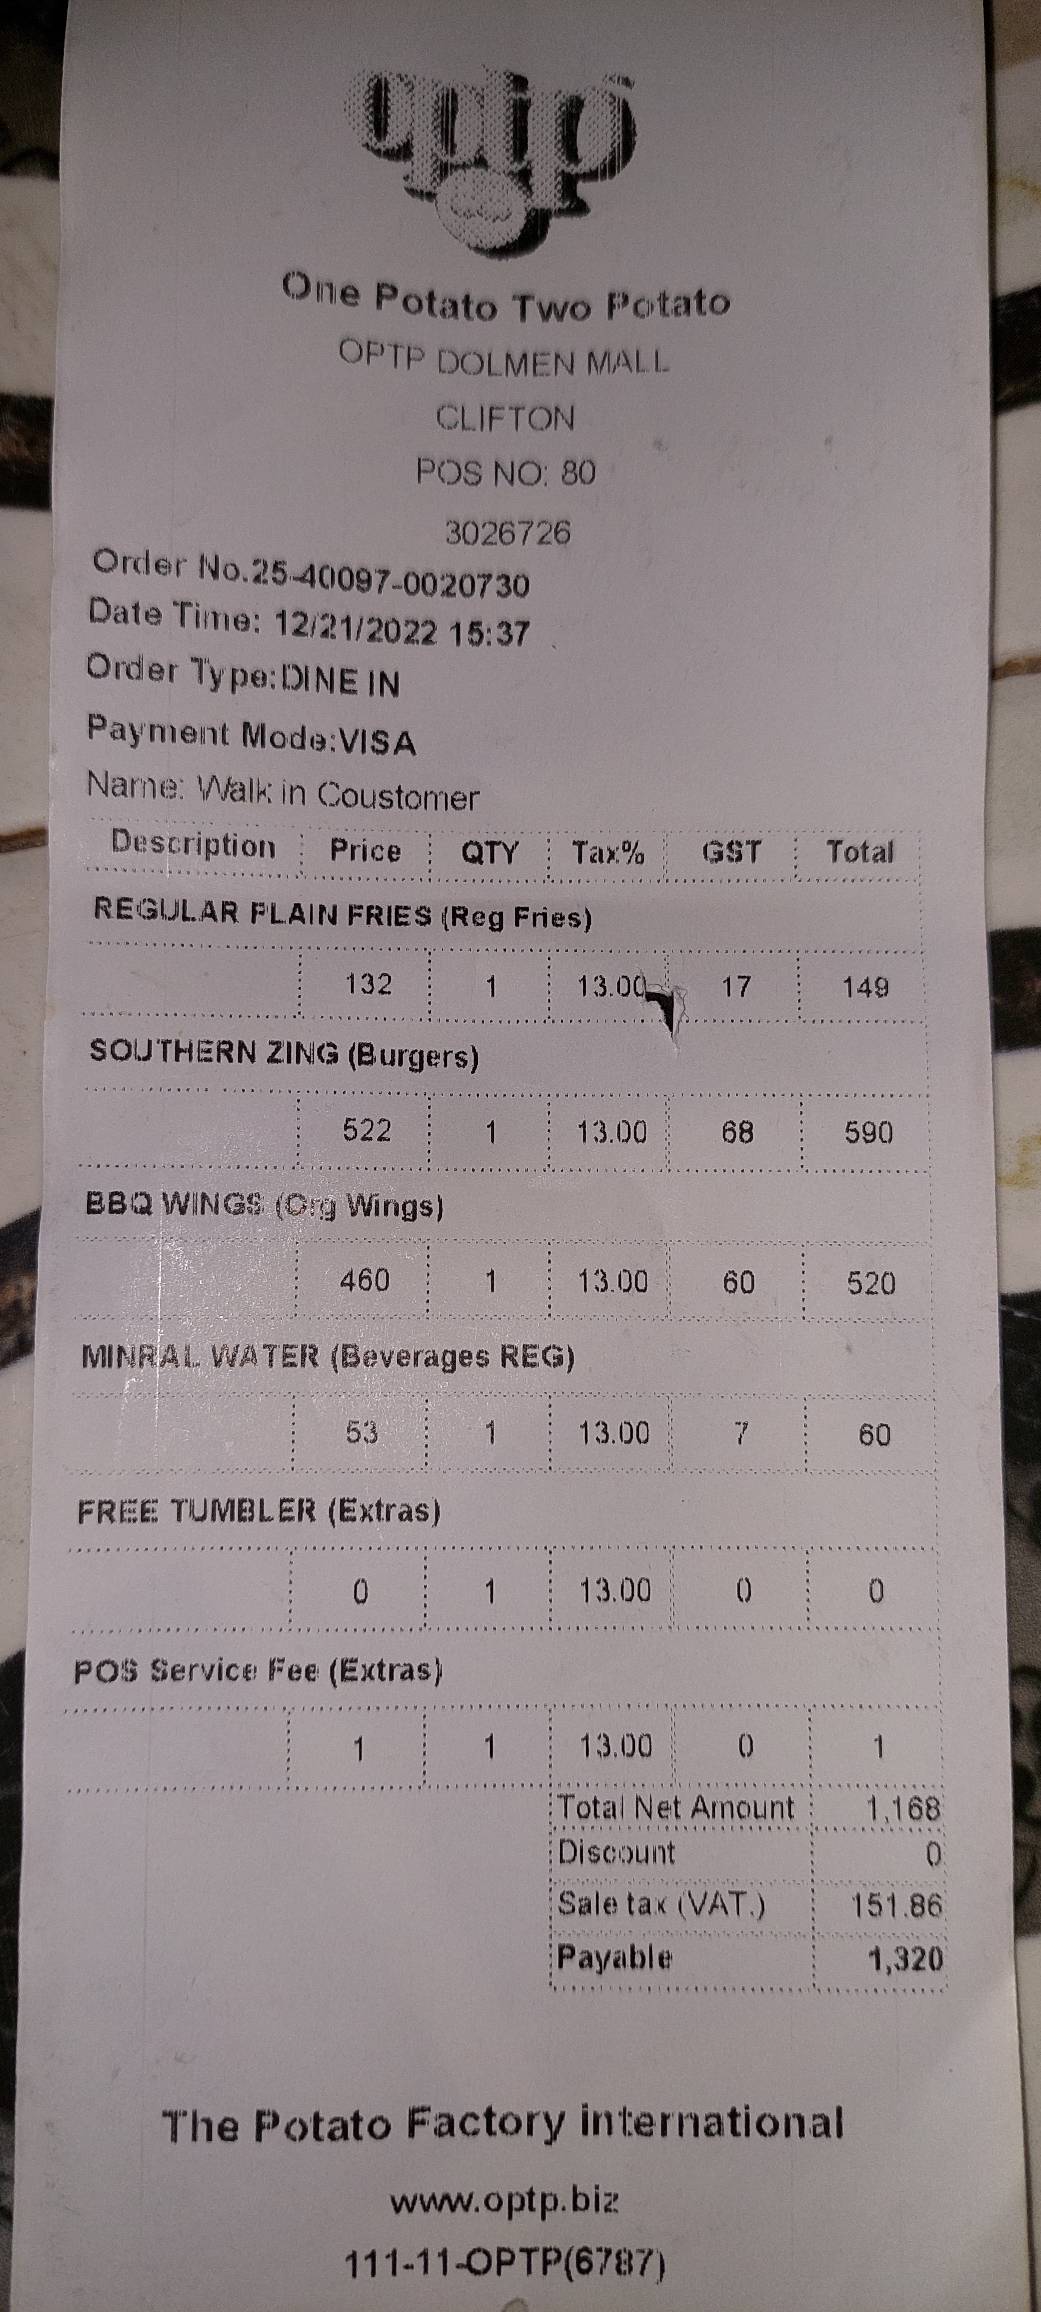 optp
One Potato Two Potato
OPTP DOLMEN MALL
CLIFTON
POS NO: 80
3026726
Order No.25-40097-0020730
Date Time: 12/21/2022 15:37
Order Type:DINE IN
Payment Mode:VISA
Name: Walk in Coustomer
Description Price QTY Tax% GST Total
REGULAR PLAIN FRIES (Reg Fries)
132 1 13.00 17 149
SOUTHERN ZING (Burgers)
522 1 13.00 68 590
BBQ WINGS (Org Wings)
460 1 13.00 60 520
MINRAL WATER (Beverages REG)
53 1 13.00 7 60
FREE TUMBLER (Extras)
0 1 13.00 0 0
POS Service Fee (Extras)
1 1 13.00 0 1
Total Net Amount 1,168
Discount 0
Sale tax (VAT.) 151.86
Payable 1,320
The Potato Factory international
www.optp.biz
111-11-OPTP(6787)